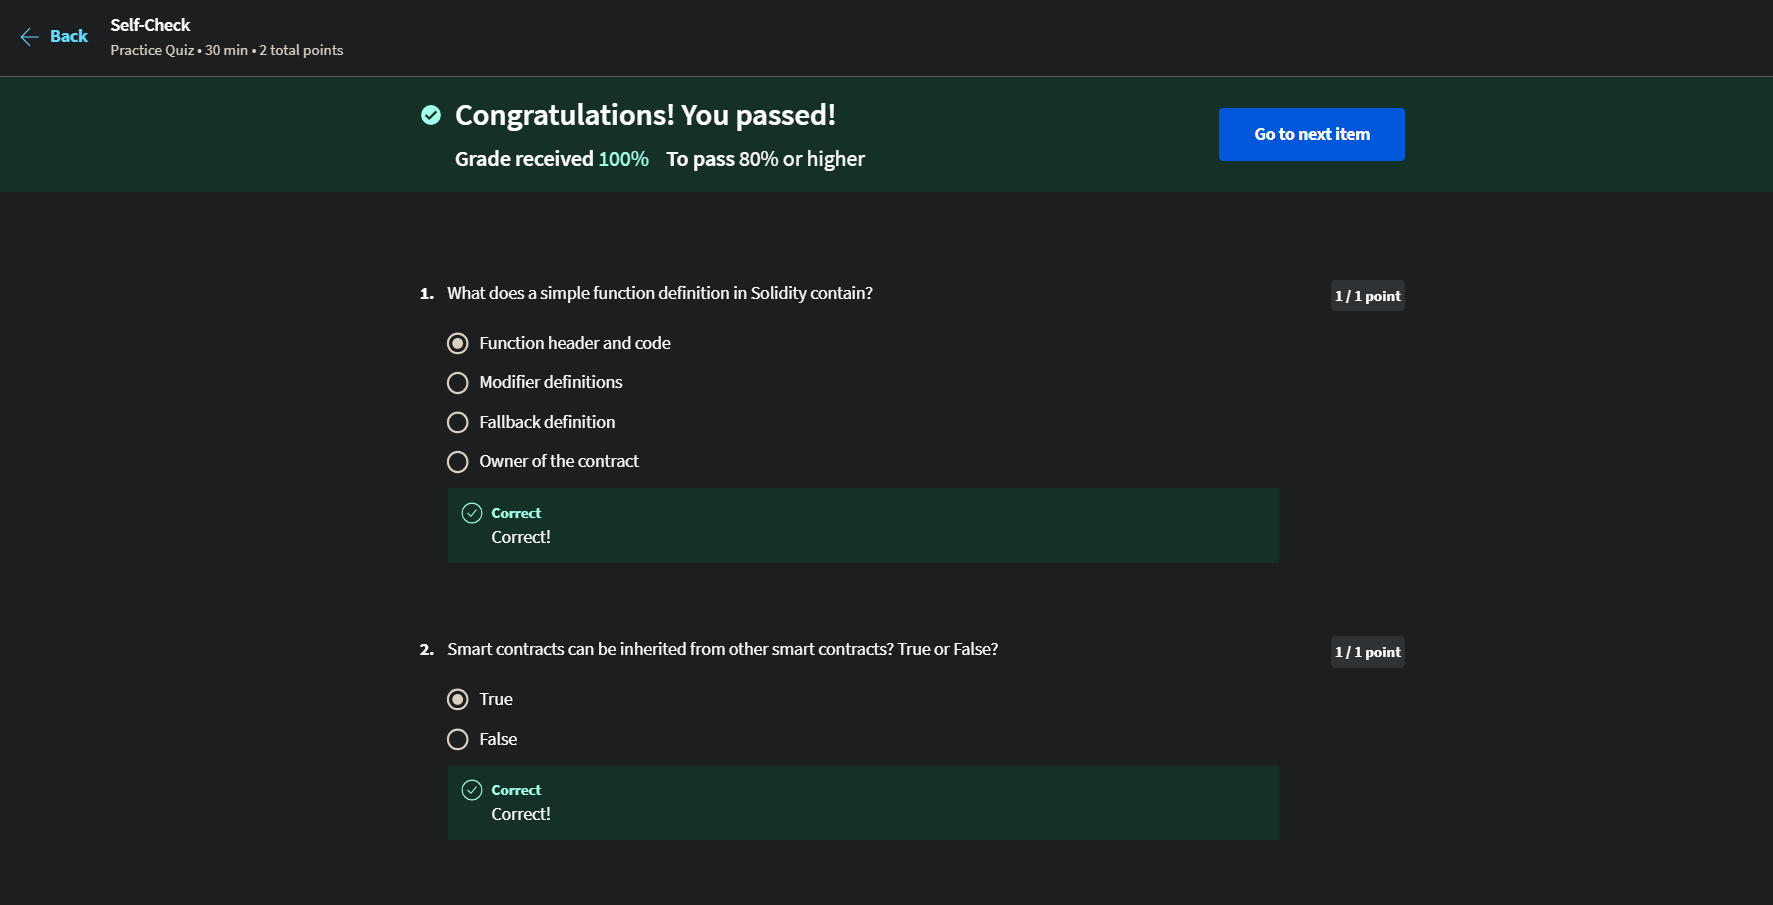 Back
Self-Check
Practice Quiz • 30 min • 2 total points
Congratulations! You passed!
Grade received 100% To pass 80% or higher
Go to next item
1. What does a simple function definition in Solidity contain?
1 / 1 point
Function header and code
Modifier definitions
Fallback definition
Owner of the contract
Correct
Correct!
2. Smart contracts can be inherited from other smart contracts? True or False?
1 / 1 point
True
False
Correct
Correct!